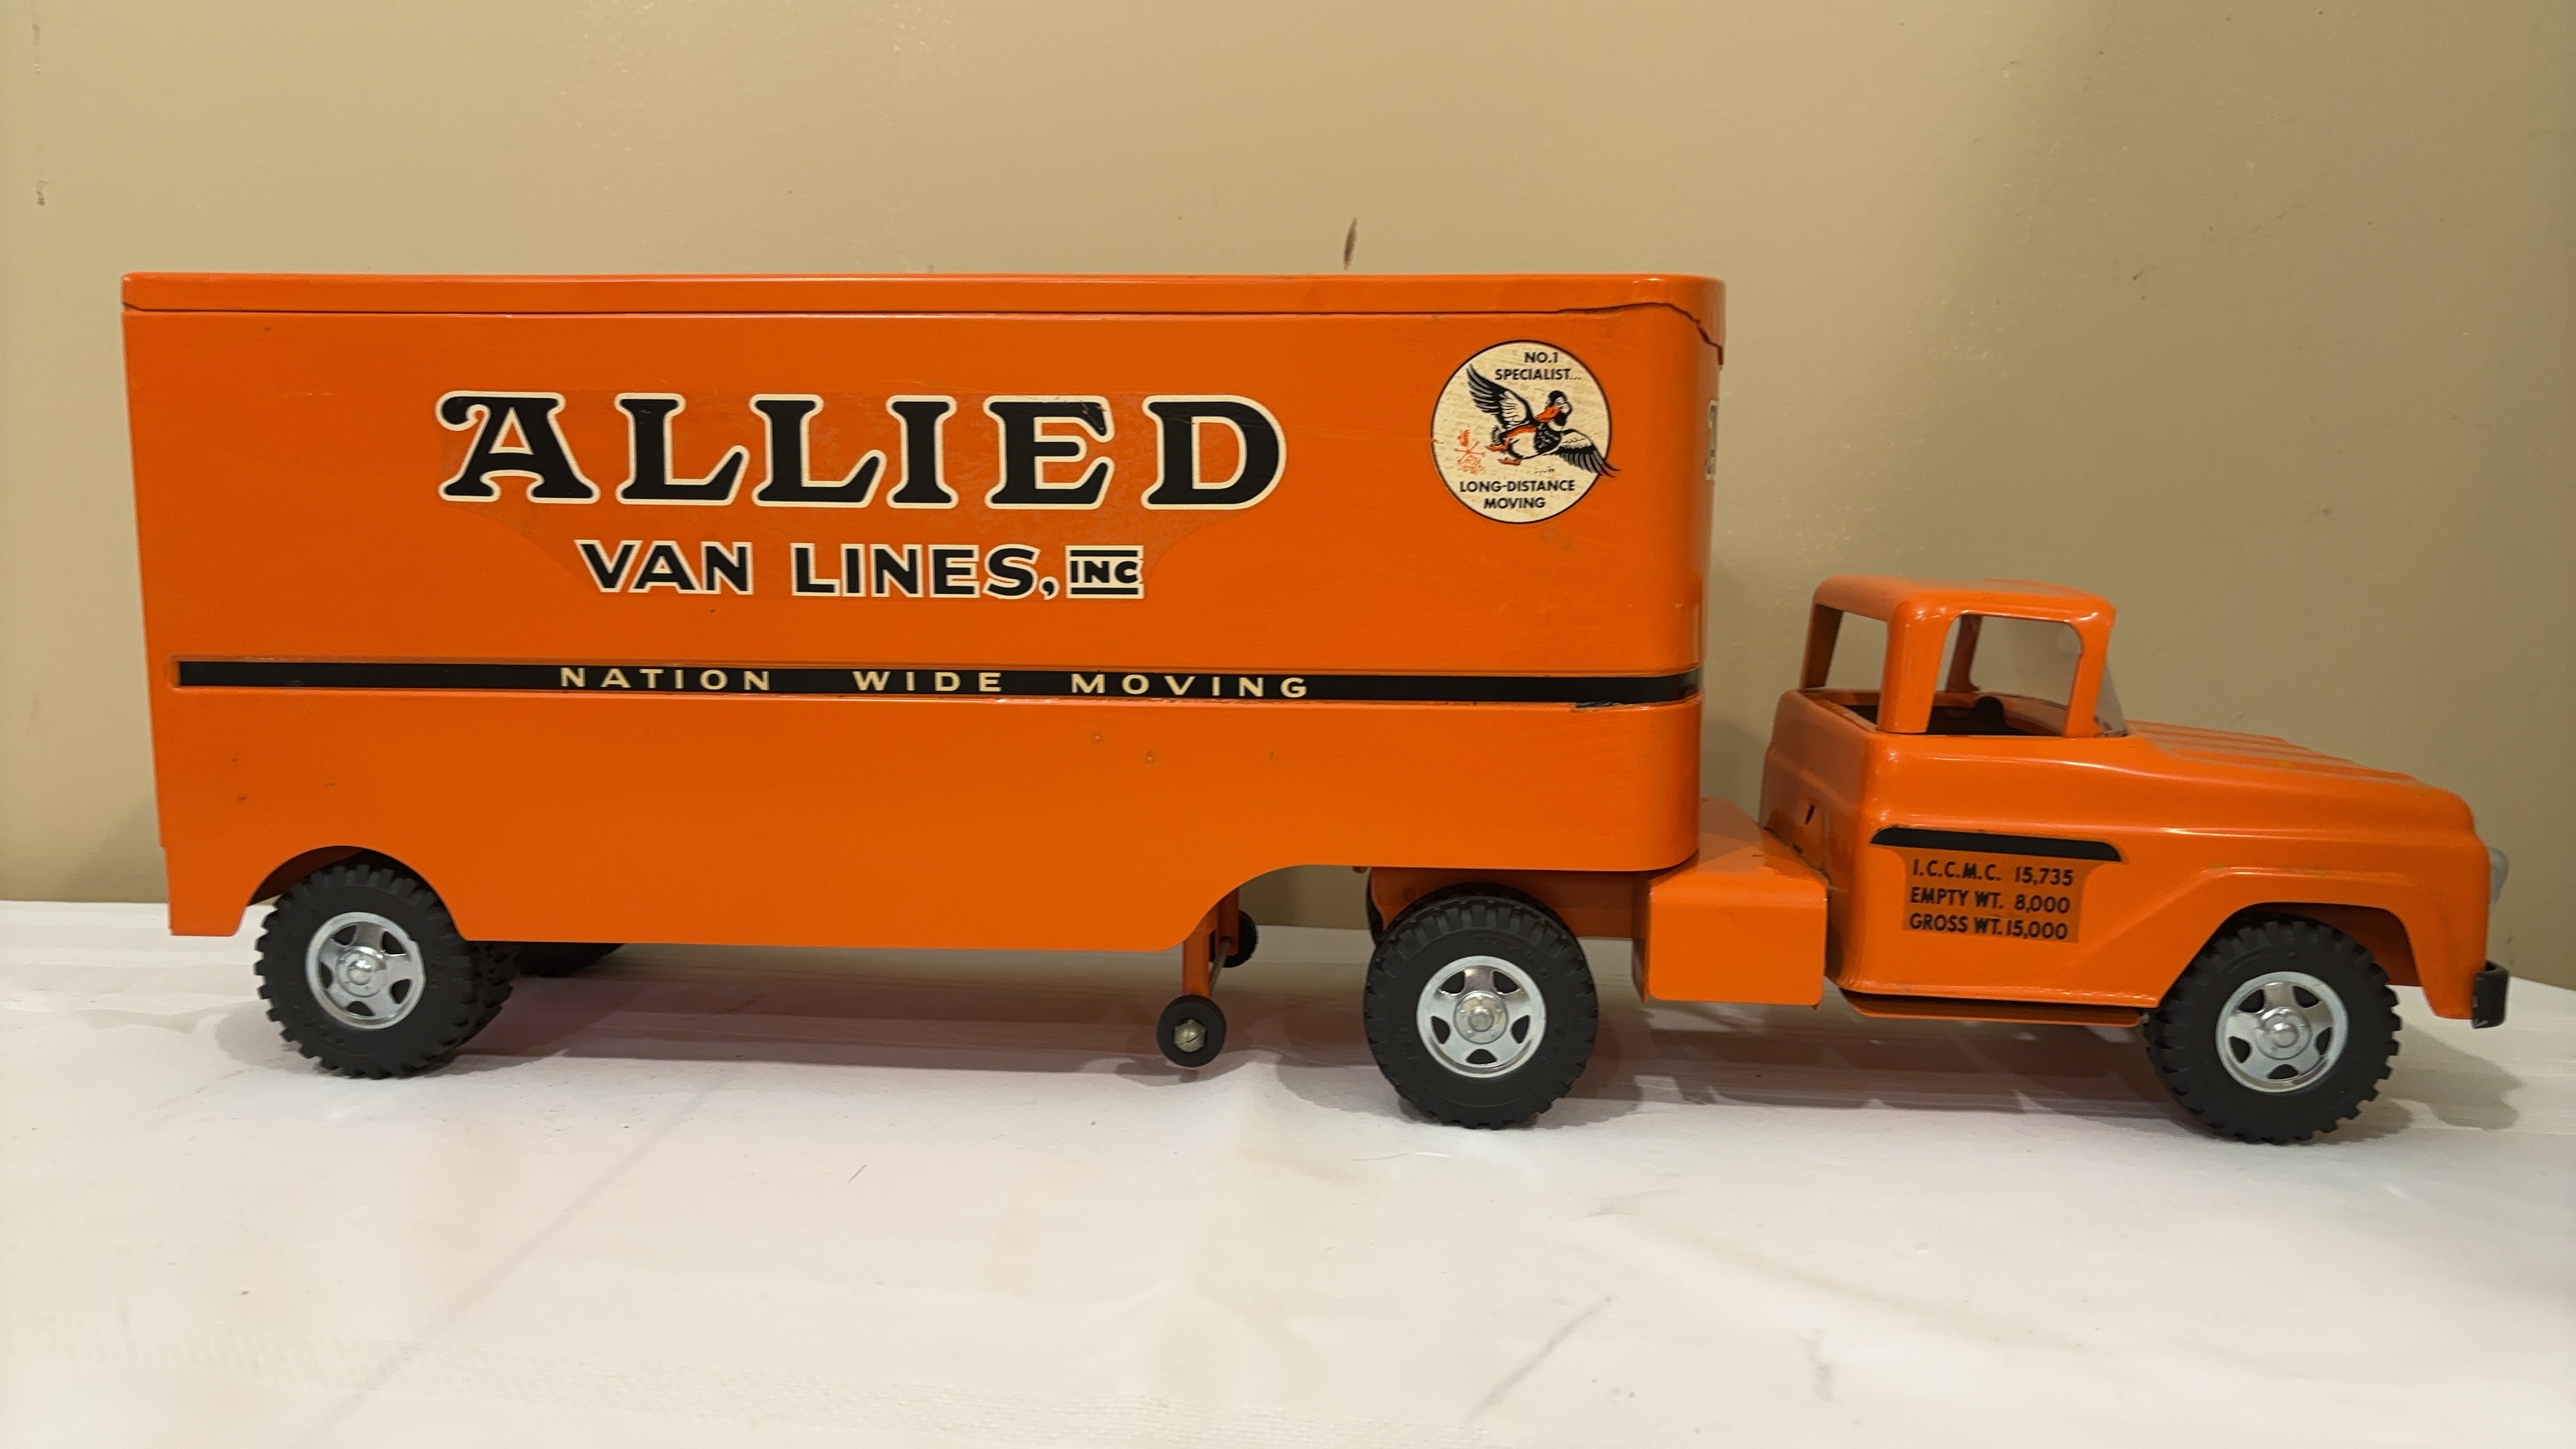 ALLIED
VAN LINES, INC
NATION WIDE MOVING
NO.1
SPECIALIST...
...in
LONG-DISTANCE
MOVING
I.C.C.M.C. 15,735
EMPTY WT. 8,000
GROSS WT. 15,000